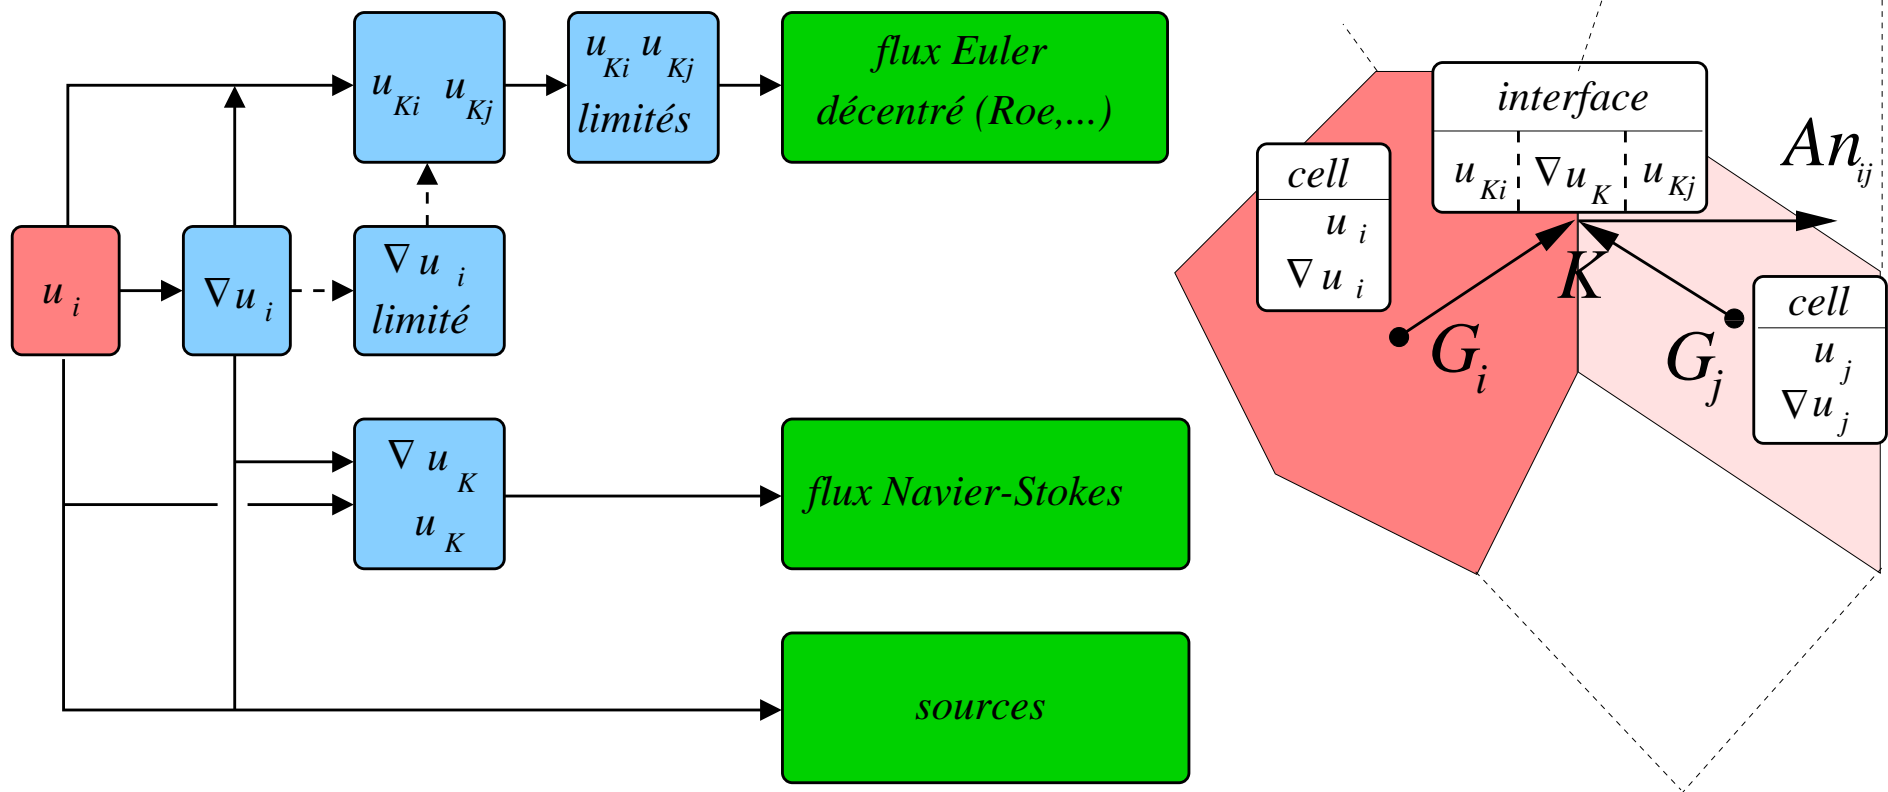 u_i
∇u_i
∇u_i
limité
u_Ki u_Kj
u_Ki u_Kj
limités
flux Euler
décentré (Roe,...)
∇u_K
u_K
flux Navier-Stokes
sources
cell
u_i
∇u_i
interface
u_Ki ∇u_K u_Kj
An_ij
K
G_i
G_j
cell
u_j
∇u_j